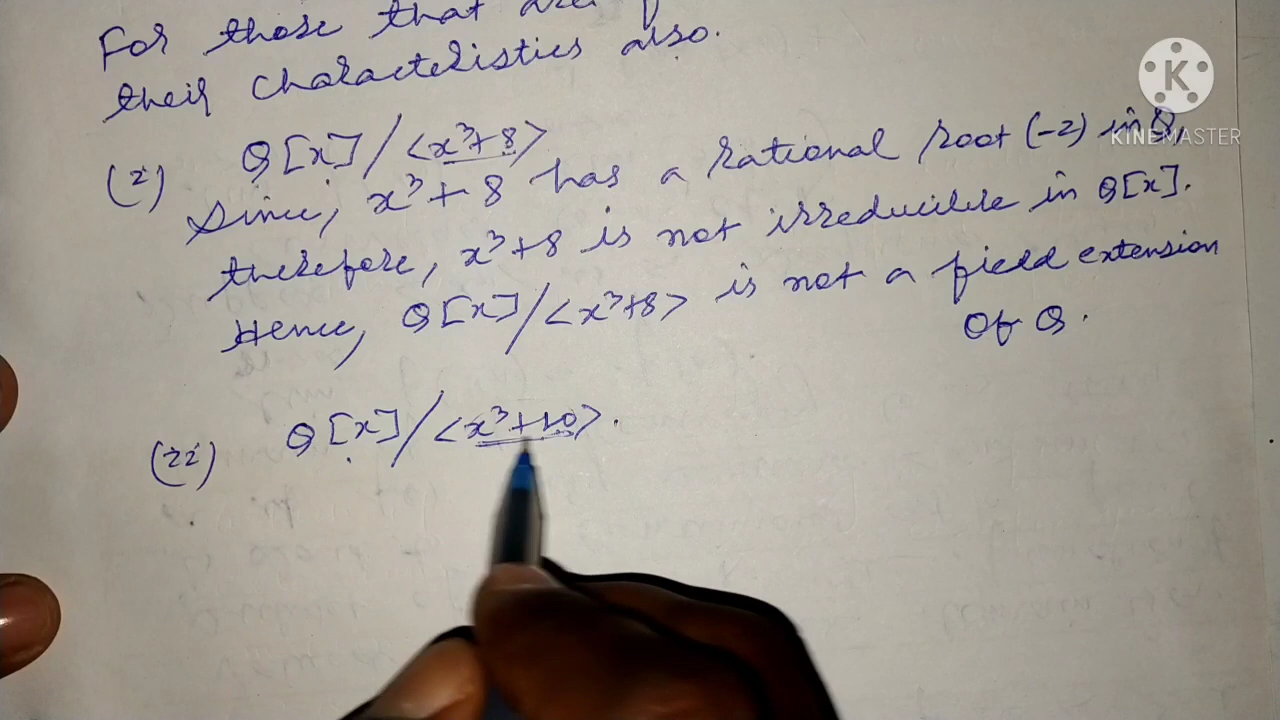 For those that are
their characteristics also.
K
KINEMASTER
(i) Q[x]/<x³+8>
Since, x³+8 has a rational root (-2) in Q,
therefore, x³+8 is not irreducible in Q[x].
Hence, Q[x]/<x³+8> is not a field extension
of Q.
(ii) Q[x]/<x³+10>.